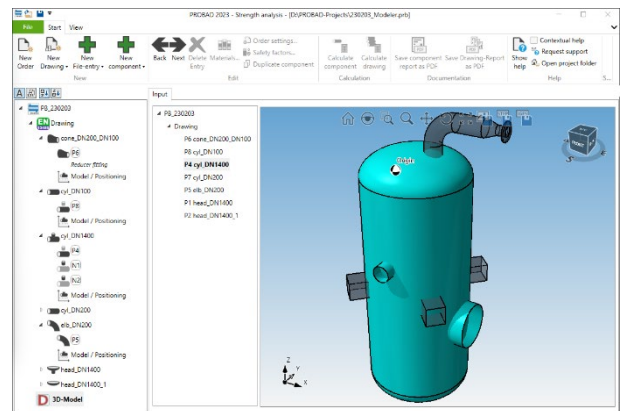 PROBAD 2023 - Strength analysis - [D:\PROBAD-Projects\230203_Modeler.prb]
File Start View
New Order
New Drawing
New File-entry
New component
New
Back Next Delete Entry Materials...
Order settings...
Safety factors...
Duplicate component
Edit
Calculate component
Calculate drawing
Calculation
Save component report as PDF
Save Drawing-Report as PDF
Documentation
Show help
Contextual help
Request support
Open project folder
Help
S...
Input
PB_230203
Drawing
cone_DN200_DN100
P6
Reducer fitting
Model / Positioning
cyl_DN100
P8
Model / Positioning
cyl_DN1400
P4
N1
N2
Model / Positioning
cyl_DN200
elb_DN200
P5
Model / Positioning
head_DN1400
head_DN1400_1
3D-Model
PB_230203
Drawing
P6 cone_DN200_DN100
P8 cyl_DN100
P4 cyl_DN1400
P7 cyl_DN200
P5 elb_DN200
P1 head_DN1400
P2 head_DN1400_1
Origin
Z
Y
X